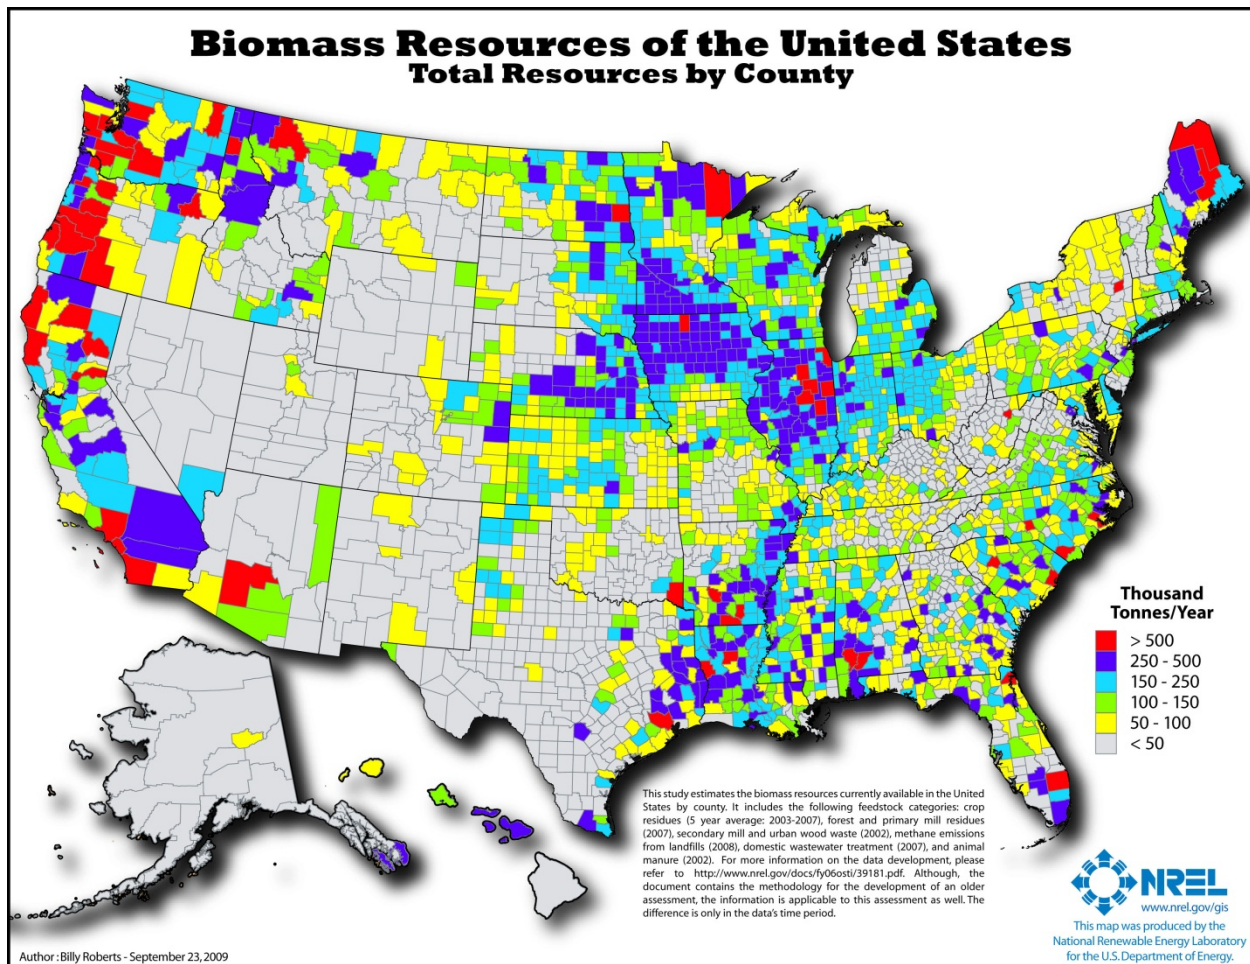 Biomass Resources of the United States
Total Resources by County
Thousand
Tonnes/Year
> 500
250 - 500
150 - 250
100 - 150
50 - 100
< 50
This study estimates the biomass resources currently available in the United
States by county. It includes the following feedstock categories: crop
residues (5 year average: 2003-2007), forest and primary mill residues
(2007), secondary mill and urban wood waste (2002), methane emissions
from landfills (2008), domestic wastewater treatment (2007), and animal
manure (2002). For more information on the data development, please
refer to http://www.nrel.gov/docs/fy06osti/39181.pdf. Although, the
document contains the methodology for the development of an older
assessment, the information is applicable to this assessment as well. The
difference is only in the data's time period.
NREL
www.nrel.gov/gis
This map was produced by the
National Renewable Energy Laboratory
for the U.S. Department of Energy.
Author : Billy Roberts - September 23, 2009